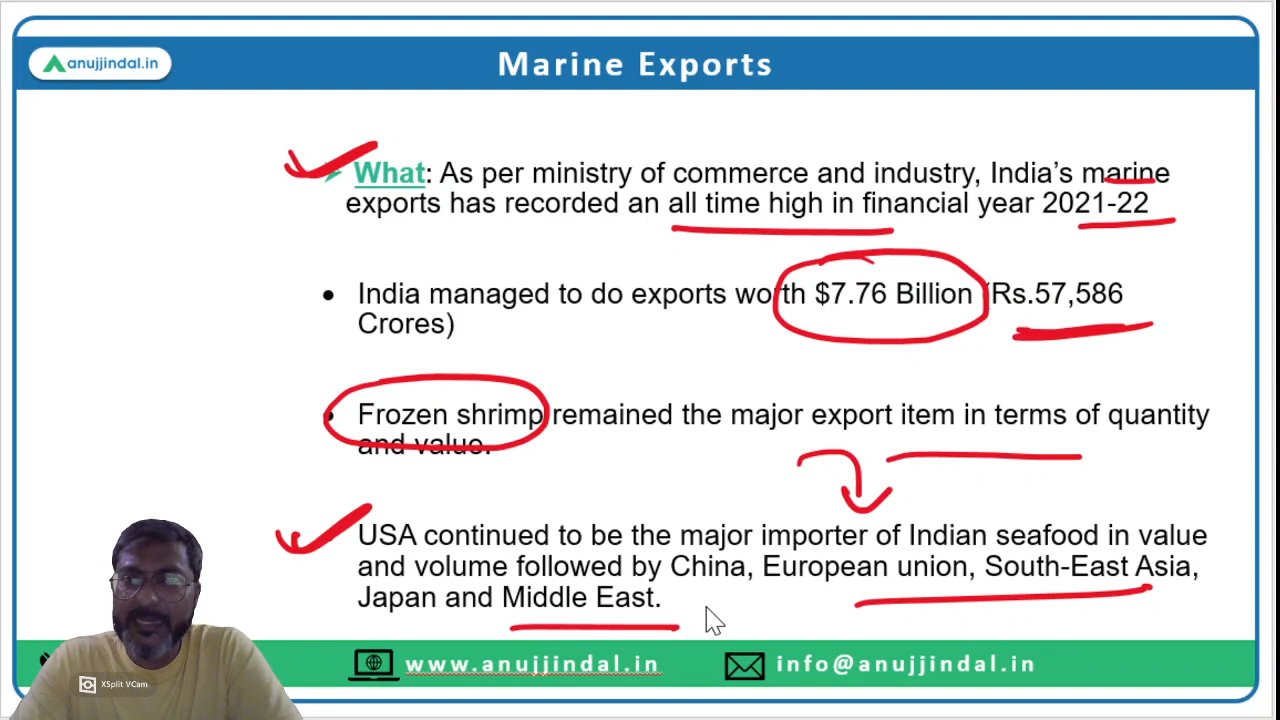 anujjindal.in
Marine Exports
What: As per ministry of commerce and industry, India's marine
exports has recorded an all time high in financial year 2021-22
India managed to do exports worth $7.76 Billion (Rs.57,586
Crores)
Frozen shrimp remained the major export item in terms of quantity
and value.
USA continued to be the major importer of Indian seafood in value
and volume followed by China, European union, South-East Asia,
Japan and Middle East.
www.anujjindal.in
info@anujjindal.in
XSplit VCam